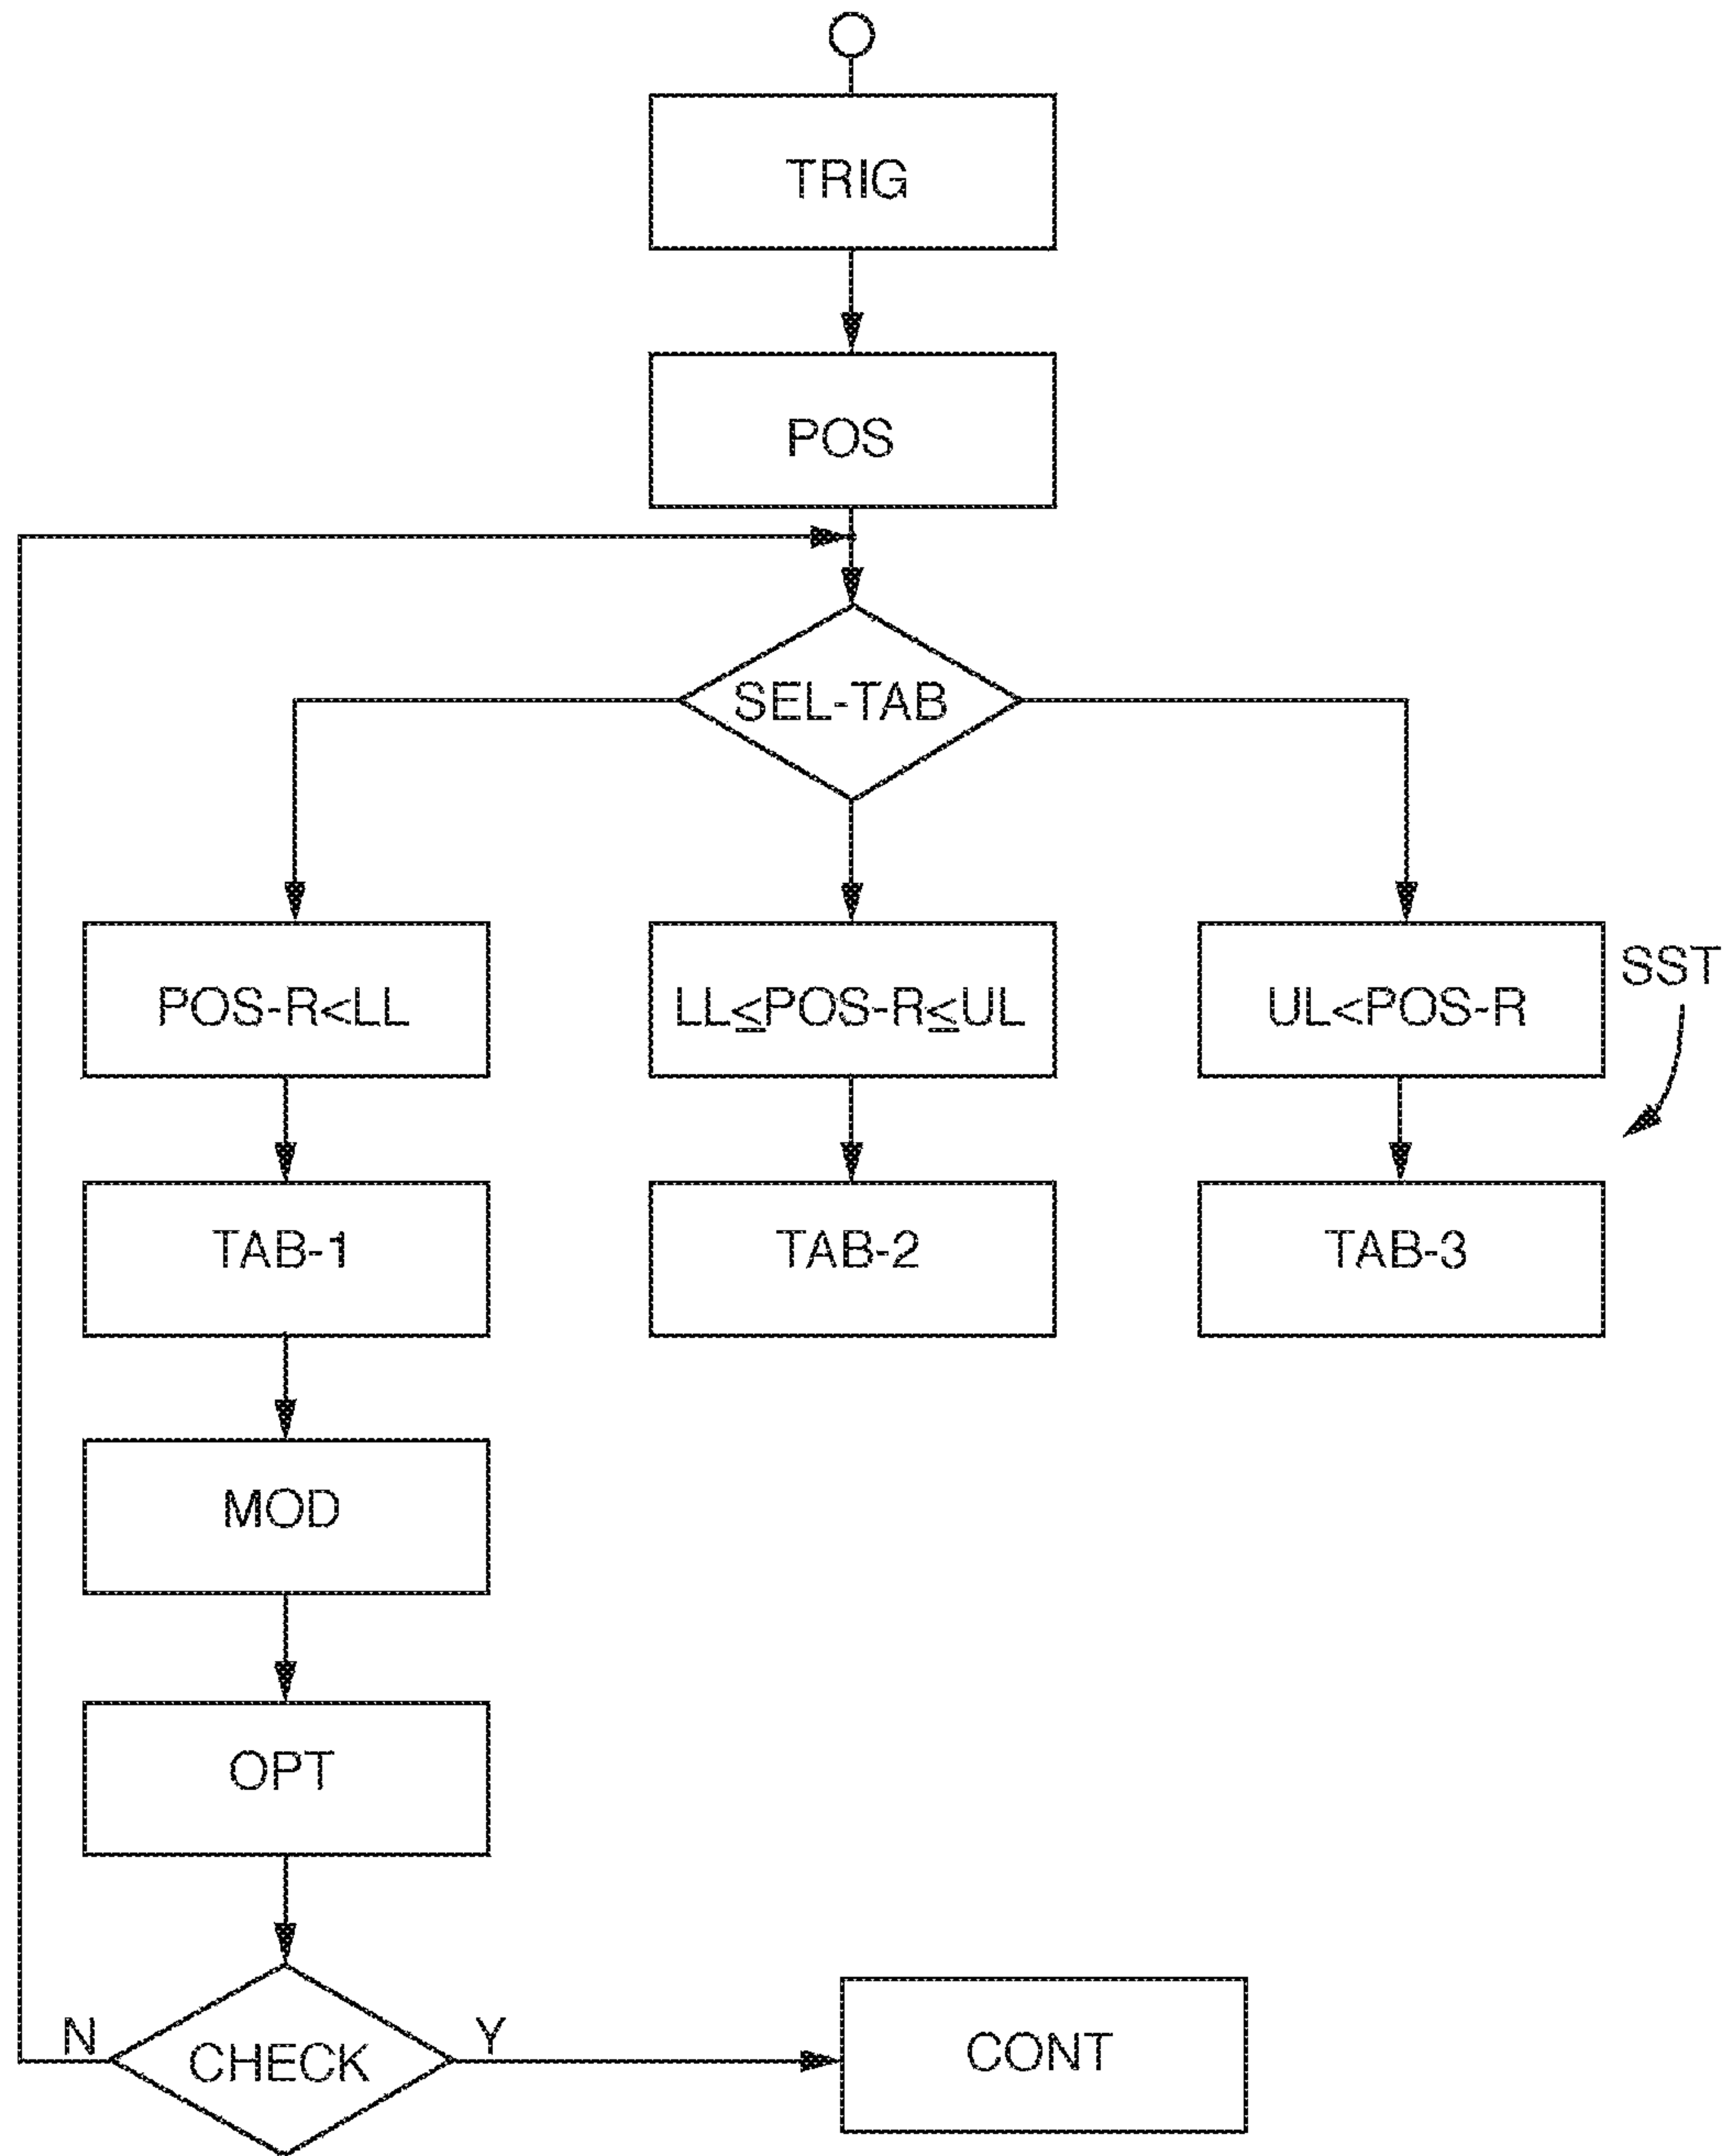 TRIG
POS
SEL-TAB
POS-R<LL
LL≤POS-R≤UL
UL<POS-R
SST
TAB-1
TAB-2
TAB-3
MOD
OPT
N
CHECK
Y
CONT